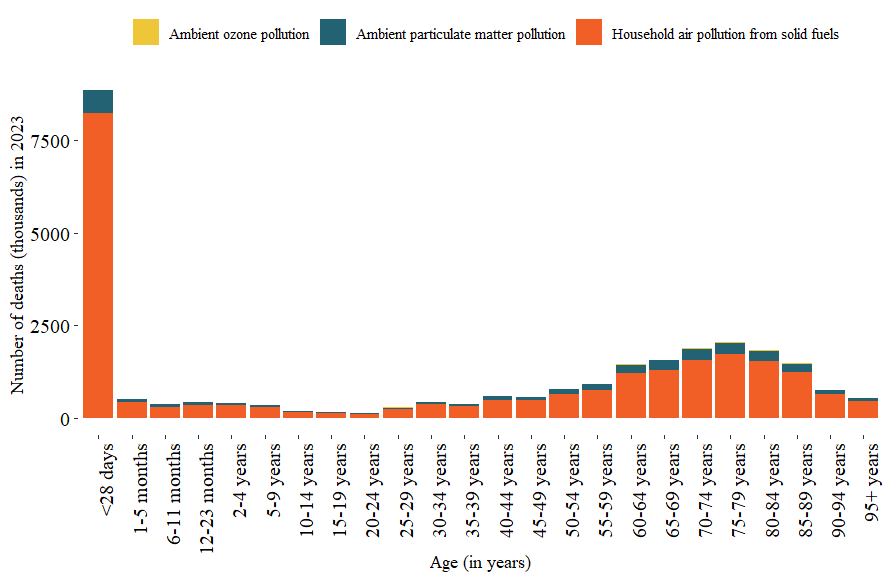 Ambient ozone pollution Ambient particulate matter pollution Household air pollution from solid fuels
Number of deaths (thousands) in 2023
7500
5000
2500
0
<28 days
1-5 months
6-11 months
12-23 months
2-4 years
5-9 years
10-14 years
15-19 years
20-24 years
25-29 years
30-34 years
35-39 years
40-44 years
45-49 years
50-54 years
55-59 years
60-64 years
65-69 years
70-74 years
75-79 years
80-84 years
85-89 years
90-94 years
95+ years
Age (in years)